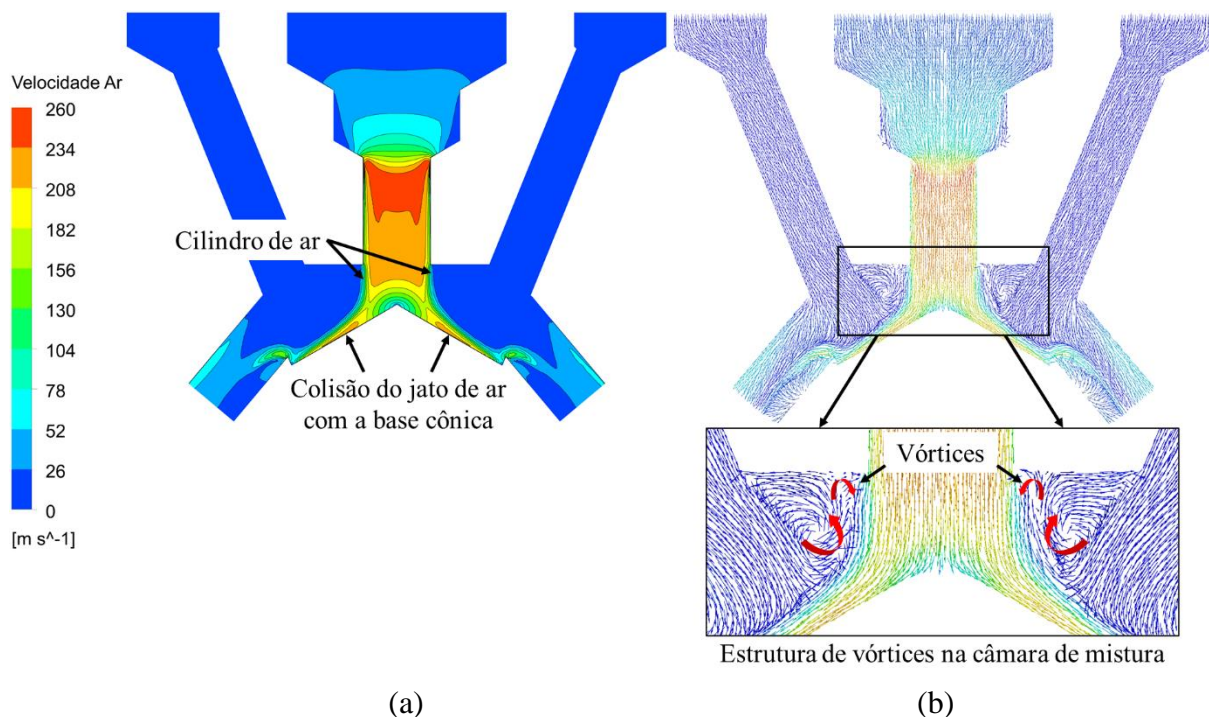 Velocidade Ar
260
234
208
182
156
130
104
78
52
26
0
[m s^-1]
Cilindro de ar
Colisão do jato de ar
com a base cônica
Vórtices
Estrutura de vórtices na câmara de mistura
(a)
(b)